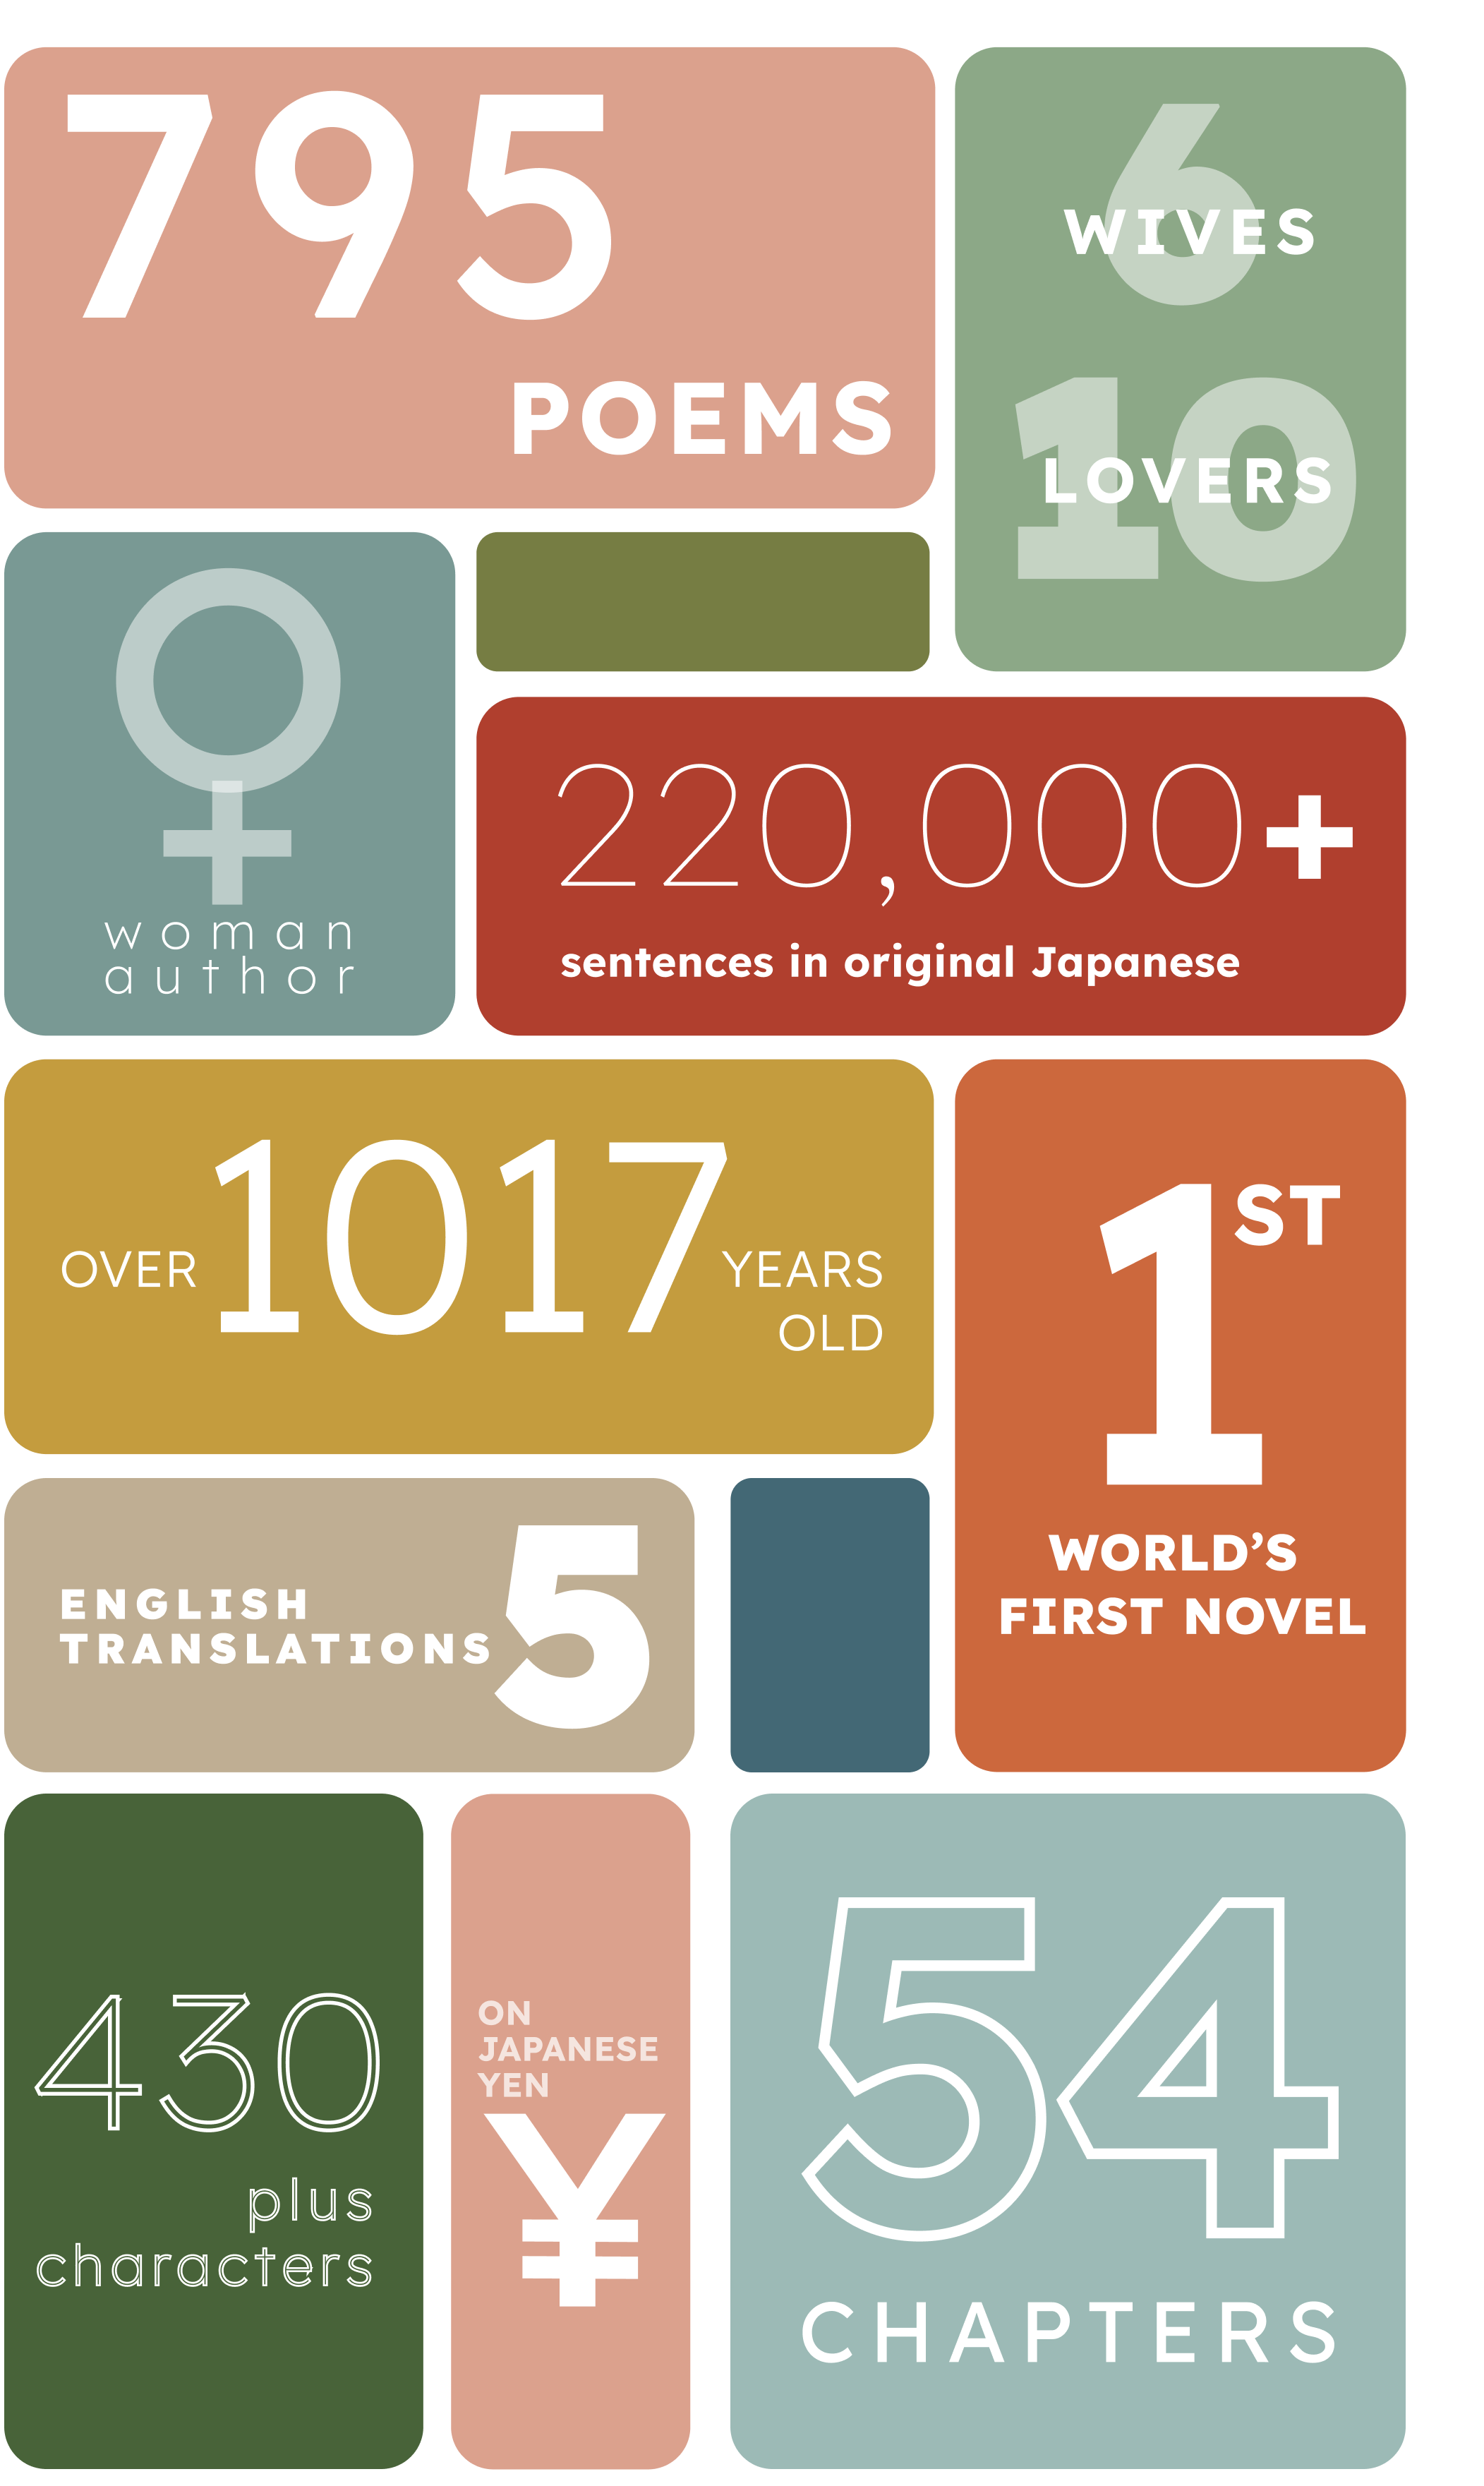 795
POEMS
6
WIVES
10
LOVERS
woman
author
220,000+
sentences in original Japanese
OVER 1017 YEARS
OLD
1ST
WORLD'S
FIRST NOVEL
ENGLISH
TRANSLATIONS 5
430
plus
characters
ON
JAPANESE
YEN
¥
54
CHAPTERS